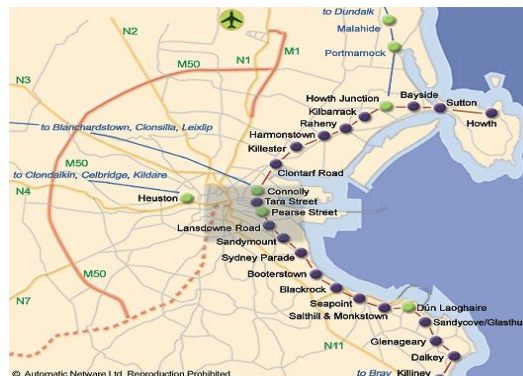 to Dundalk
Malahide
Portmarnock
N2
N1
M1
M50
N3
Howth Junction
Bayside
Kilbarrack
Sutton
Raheny
Howth
Harmonstown
Killester
to Blanchardstown, Clonsilla, Leixlip
Clontarf Road
M50
to Clondalkin, Celbridge, Kildare
Connolly
N4
Heuston
Tara Street
Pearse Street
Lansdowne Road
Sandymount
Sydney Parade
M50
Booterstown
Blackrock
N7
Seapoint
Dún Laoghaire
Salthill & Monkstown
Sandycove/Glasthu
N11
Glenageary
Dalkey
to Bray
Killiney
© Automatic Netware Ltd. Reproduction Prohibited